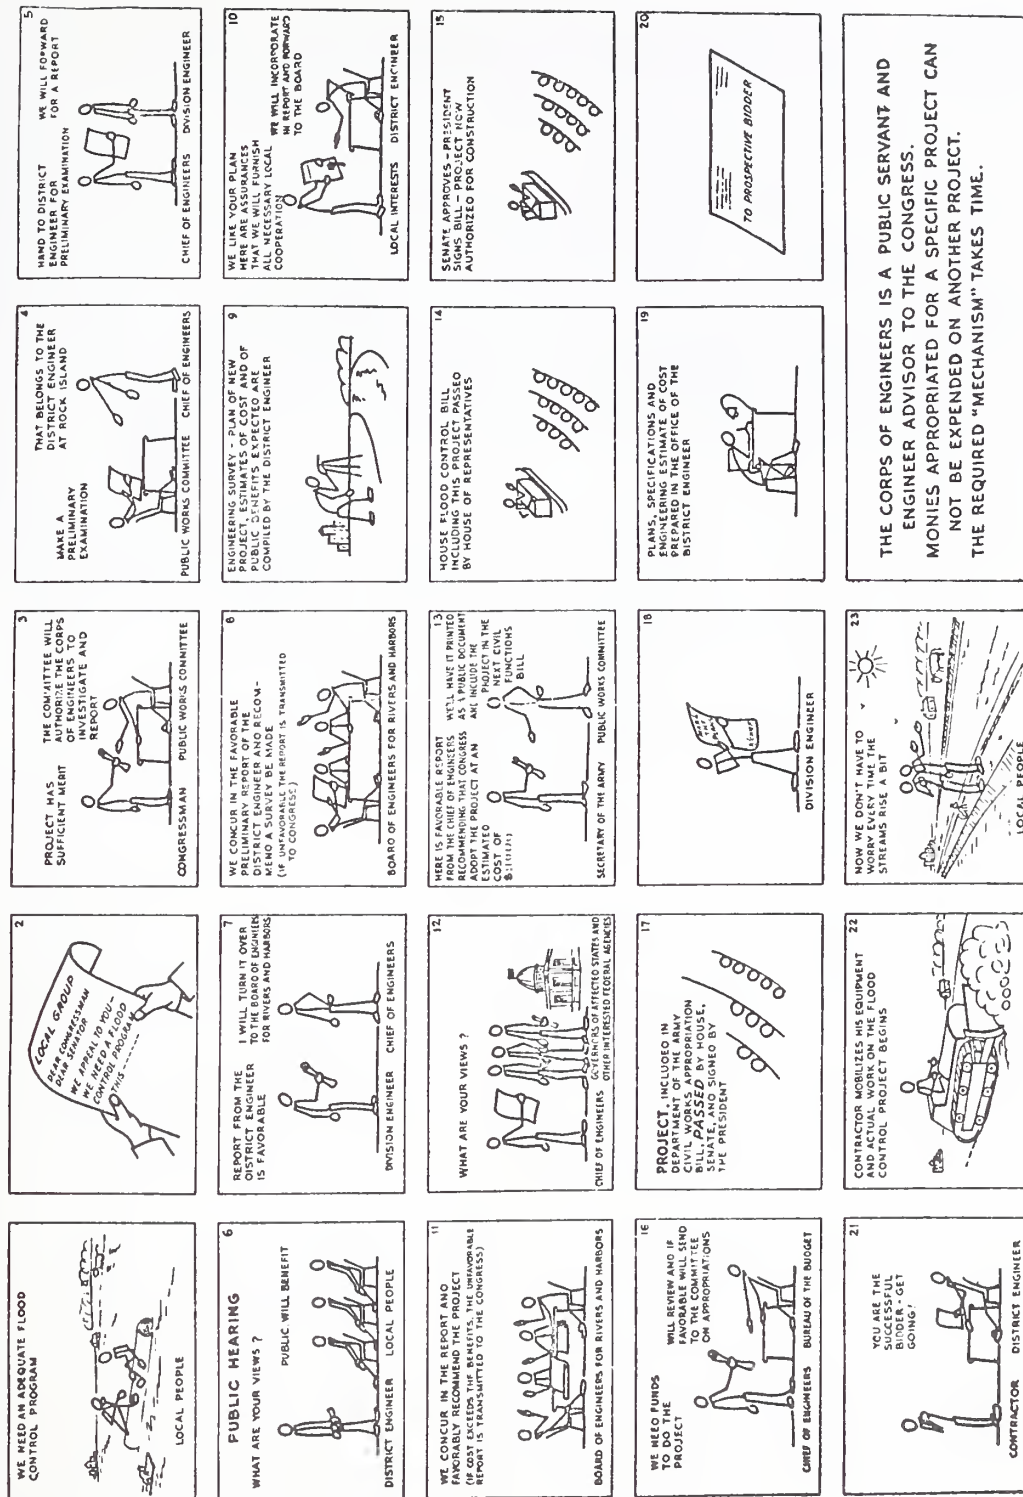 WE NEED AN ADEQUATE FLOOD
CONTROL PROGRAM
LOCAL PEOPLE
2
LOCAL GROUP
DEAR CONGRESSMAN
DEAR SENATOR
WE APPEAL TO YOU-
WE NEED A FLOOD
CONTROL PROGRAM
THIS -------
3
PROJECT HAS
SUFFICIENT MERIT
THE COMMITTEE WILL
AUTHORIZE THE CORPS
OF ENGINEERS TO
INVESTIGATE AND
REPORT
CONGRESSMAN PUBLIC WORKS COMMITTEE
4
MAKE A
PRELIMINARY
EXAMINATION
THAT BELONGS TO THE
DISTRICT ENGINEER
AT ROCK ISLAND
PUBLIC WORKS COMMITTEE CHIEF OF ENGINEERS
5
HAND TO DISTRICT
ENGINEER FOR
PRELIMINARY EXAMINATION
WE WILL FORWARD
FOR A REPORT
CHIEF OF ENGINEERS DIVISION ENGINEER
6
PUBLIC HEARING
WHAT ARE YOUR VIEWS ?
PUBLIC WILL BENEFIT
DISTRICT ENGINEER LOCAL PEOPLE
7
REPORT FROM THE
DISTRICT ENGINEER
IS FAVORABLE
I WILL TURN IT OVER
TO THE BOARD OF ENGINEERS
FOR RIVERS AND HARBORS
DIVISION ENGINEER CHIEF OF ENGINEERS
8
WE CONCUR IN THE FAVORABLE
PRELIMINARY REPORT OF THE
DISTRICT ENGINEER AND RECOM-
MEND A SURVEY BE MADE
(IF UNFAVORABLE THE REPORT IS TRANSMITTED
TO CONGRESS)
BOARD OF ENGINEERS FOR RIVERS AND HARBORS
9
ENGINEERING SURVEY - PLAN OF NEW
PROJECT, ESTIMATES OF COST AND OF
PUBLIC BENEFITS EXPECTED ARE
COMPILED BY THE DISTRICT ENGINEER
10
WE LIKE YOUR PLAN
HERE ARE ASSURANCES
THAT WE WILL FURNISH
ALL NECESSARY LOCAL
COOPERATION
WE WILL INCORPORATE
IN REPORT AND FORWARD
TO THE BOARD
LOCAL INTERESTS DISTRICT ENGINEER
11
WE CONCUR IN THE REPORT AND
FAVORABLY RECOMMEND THE PROJECT
(IF COST EXCEEDS THE BENEFITS, THE UNFAVORABLE
REPORT IS TRANSMITTED TO THE CONGRESS)
BOARD OF ENGINEERS FOR RIVERS AND HARBORS
12
WHAT ARE YOUR VIEWS ?
CHIEF OF ENGINEERS
GOVERNORS OF AFFECTED STATES AND
OTHER INTERESTED FEDERAL AGENCIES
13
HERE IS FAVORABLE REPORT
FROM THE CHIEF OF ENGINEERS
RECOMMENDING THAT CONGRESS
ADOPT THE PROJECT AT AN
ESTIMATED
COST OF
WE'LL HAVE IT PRINTED
AS A PUBLIC DOCUMENT
AND INCLUDE THE
PROJECT IN THE
NEXT CIVIL
FUNCTIONS
BILL
SECRETARY OF THE ARMY PUBLIC WORKS COMMITTEE
14
HOUSE FLOOD CONTROL BILL
INCLUDING THIS PROJECT PASSED
BY HOUSE OF REPRESENTATIVES
15
SENATE APPROVES - PRESIDENT
SIGNS BILL - PROJECT NOW
AUTHORIZED FOR CONSTRUCTION
16
WE NEED FUNDS
TO DO THE
PROJECT
WILL REVIEW AND IF
FAVORABLE WILL SEND
TO THE COMMITTEE
ON APPROPRIATIONS
CHIEF OF ENGINEERS BUREAU OF THE BUDGET
17
PROJECT, INCLUDED IN
DEPARTMENT OF THE ARMY
CIVIL WORKS APPROPRIATION
BILL, PASSED BY HOUSE,
SENATE, AND SIGNED BY
THE PRESIDENT
18
DIVISION ENGINEER
19
PLANS, SPECIFICATIONS AND
ENGINEERING ESTIMATE OF COST
PREPARED IN THE OFFICE OF THE
DISTRICT ENGINEER
20
TO PROSPECTIVE BIDDER
21
YOU ARE THE
SUCCESSFUL
BIDDER - GET
GOING!
CONTRACTOR DISTRICT ENGINEER
22
CONTRACTOR MOBILIZES HIS EQUIPMENT
AND ACTUAL WORK ON THE FLOOD
CONTROL PROJECT BEGINS
23
NOW WE DON'T HAVE TO
WORRY EVERY TIME THE
STREAMS RISE A BIT
LOCAL PEOPLE
THE CORPS OF ENGINEERS IS A PUBLIC SERVANT AND
ENGINEER ADVISOR TO THE CONGRESS.
MONIES APPROPRIATED FOR A SPECIFIC PROJECT CAN
NOT BE EXPENDED ON ANOTHER PROJECT.
THE REQUIRED "MECHANISM" TAKES TIME.